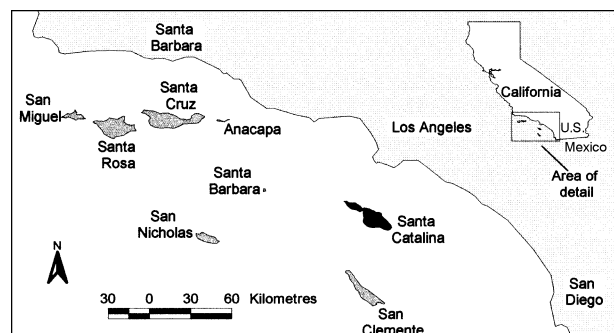 Santa
Barbara
San
Miguel
Santa
Rosa
Santa
Cruz
Anacapa
Santa
Barbara
San
Nicholas
Los Angeles
Santa
Catalina
San
Clemente
San
Diego
California
U.S.
Mexico
Area of
detail
N
30 0 30 60 Kilometres